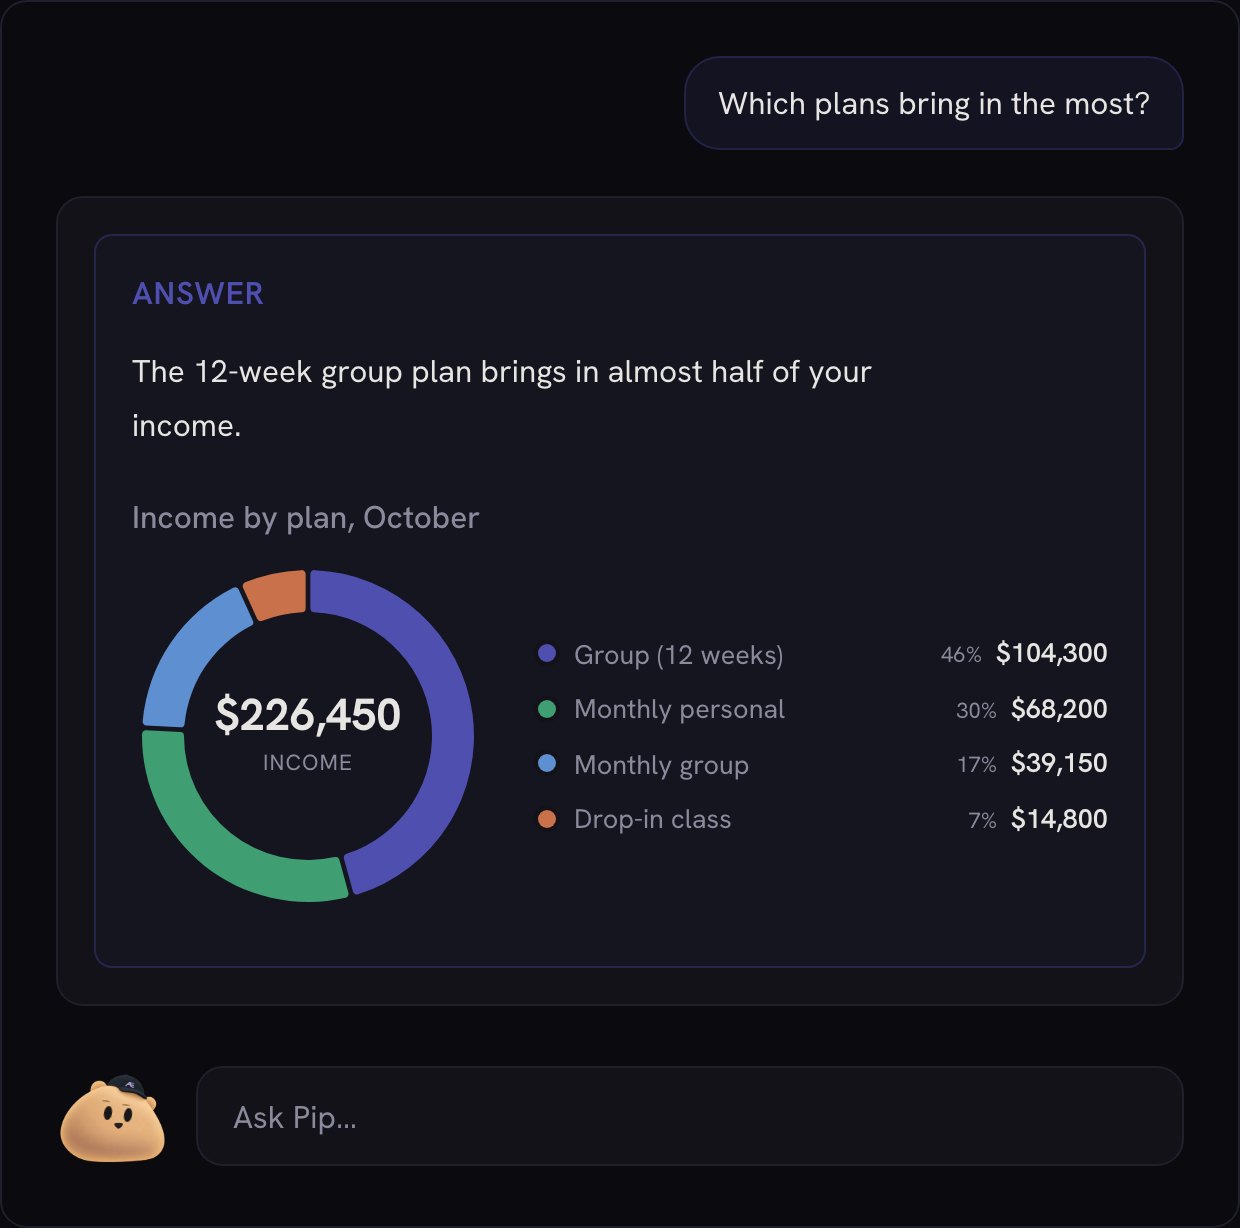 Which plans bring in the most?
ANSWER
The 12-week group plan brings in almost half of your
income.
Income by plan, October
$226,450
INCOME
Group (12 weeks) 46% $104,300
Monthly personal 30% $68,200
Monthly group 17% $39,150
Drop-in class 7% $14,800
Ask Pip...